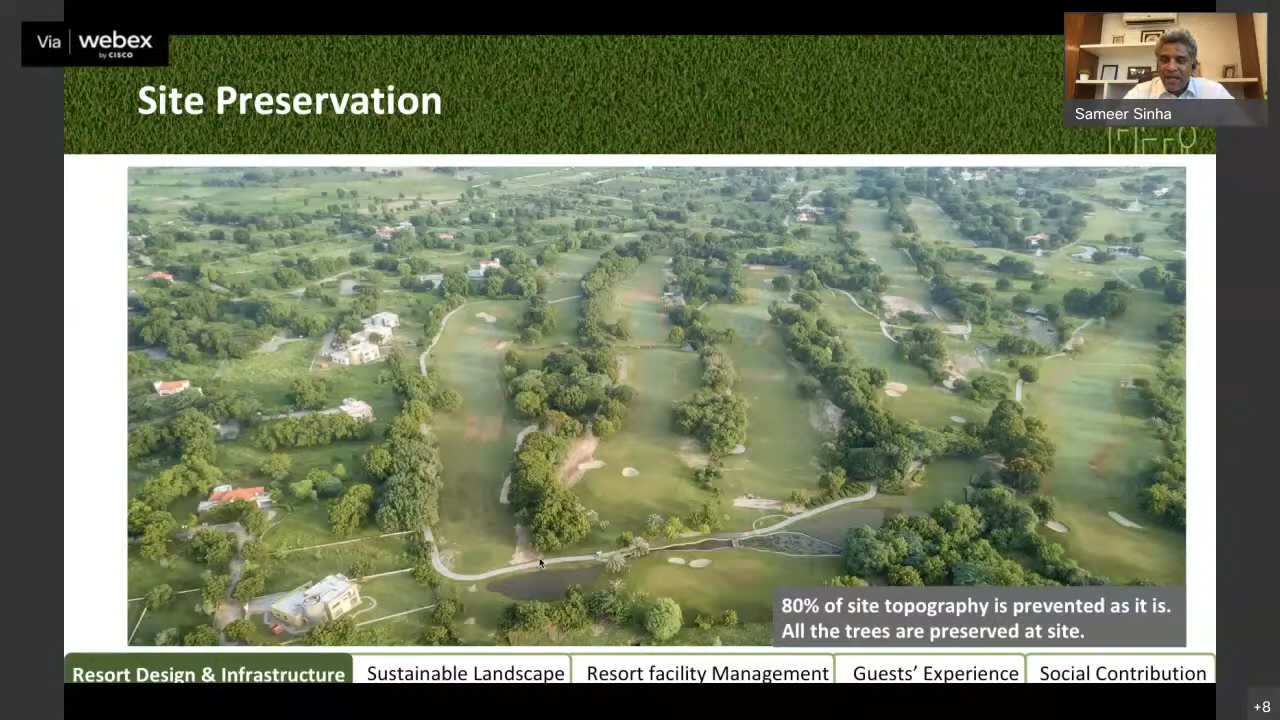 Via webex
by CISCO
Site Preservation
Sameer Sinha
80% of site topography is prevented as it is.
All the trees are preserved at site.
Resort Design & Infrastructure
Sustainable Landscape
Resort facility Management
Guests' Experience
Social Contribution
+8